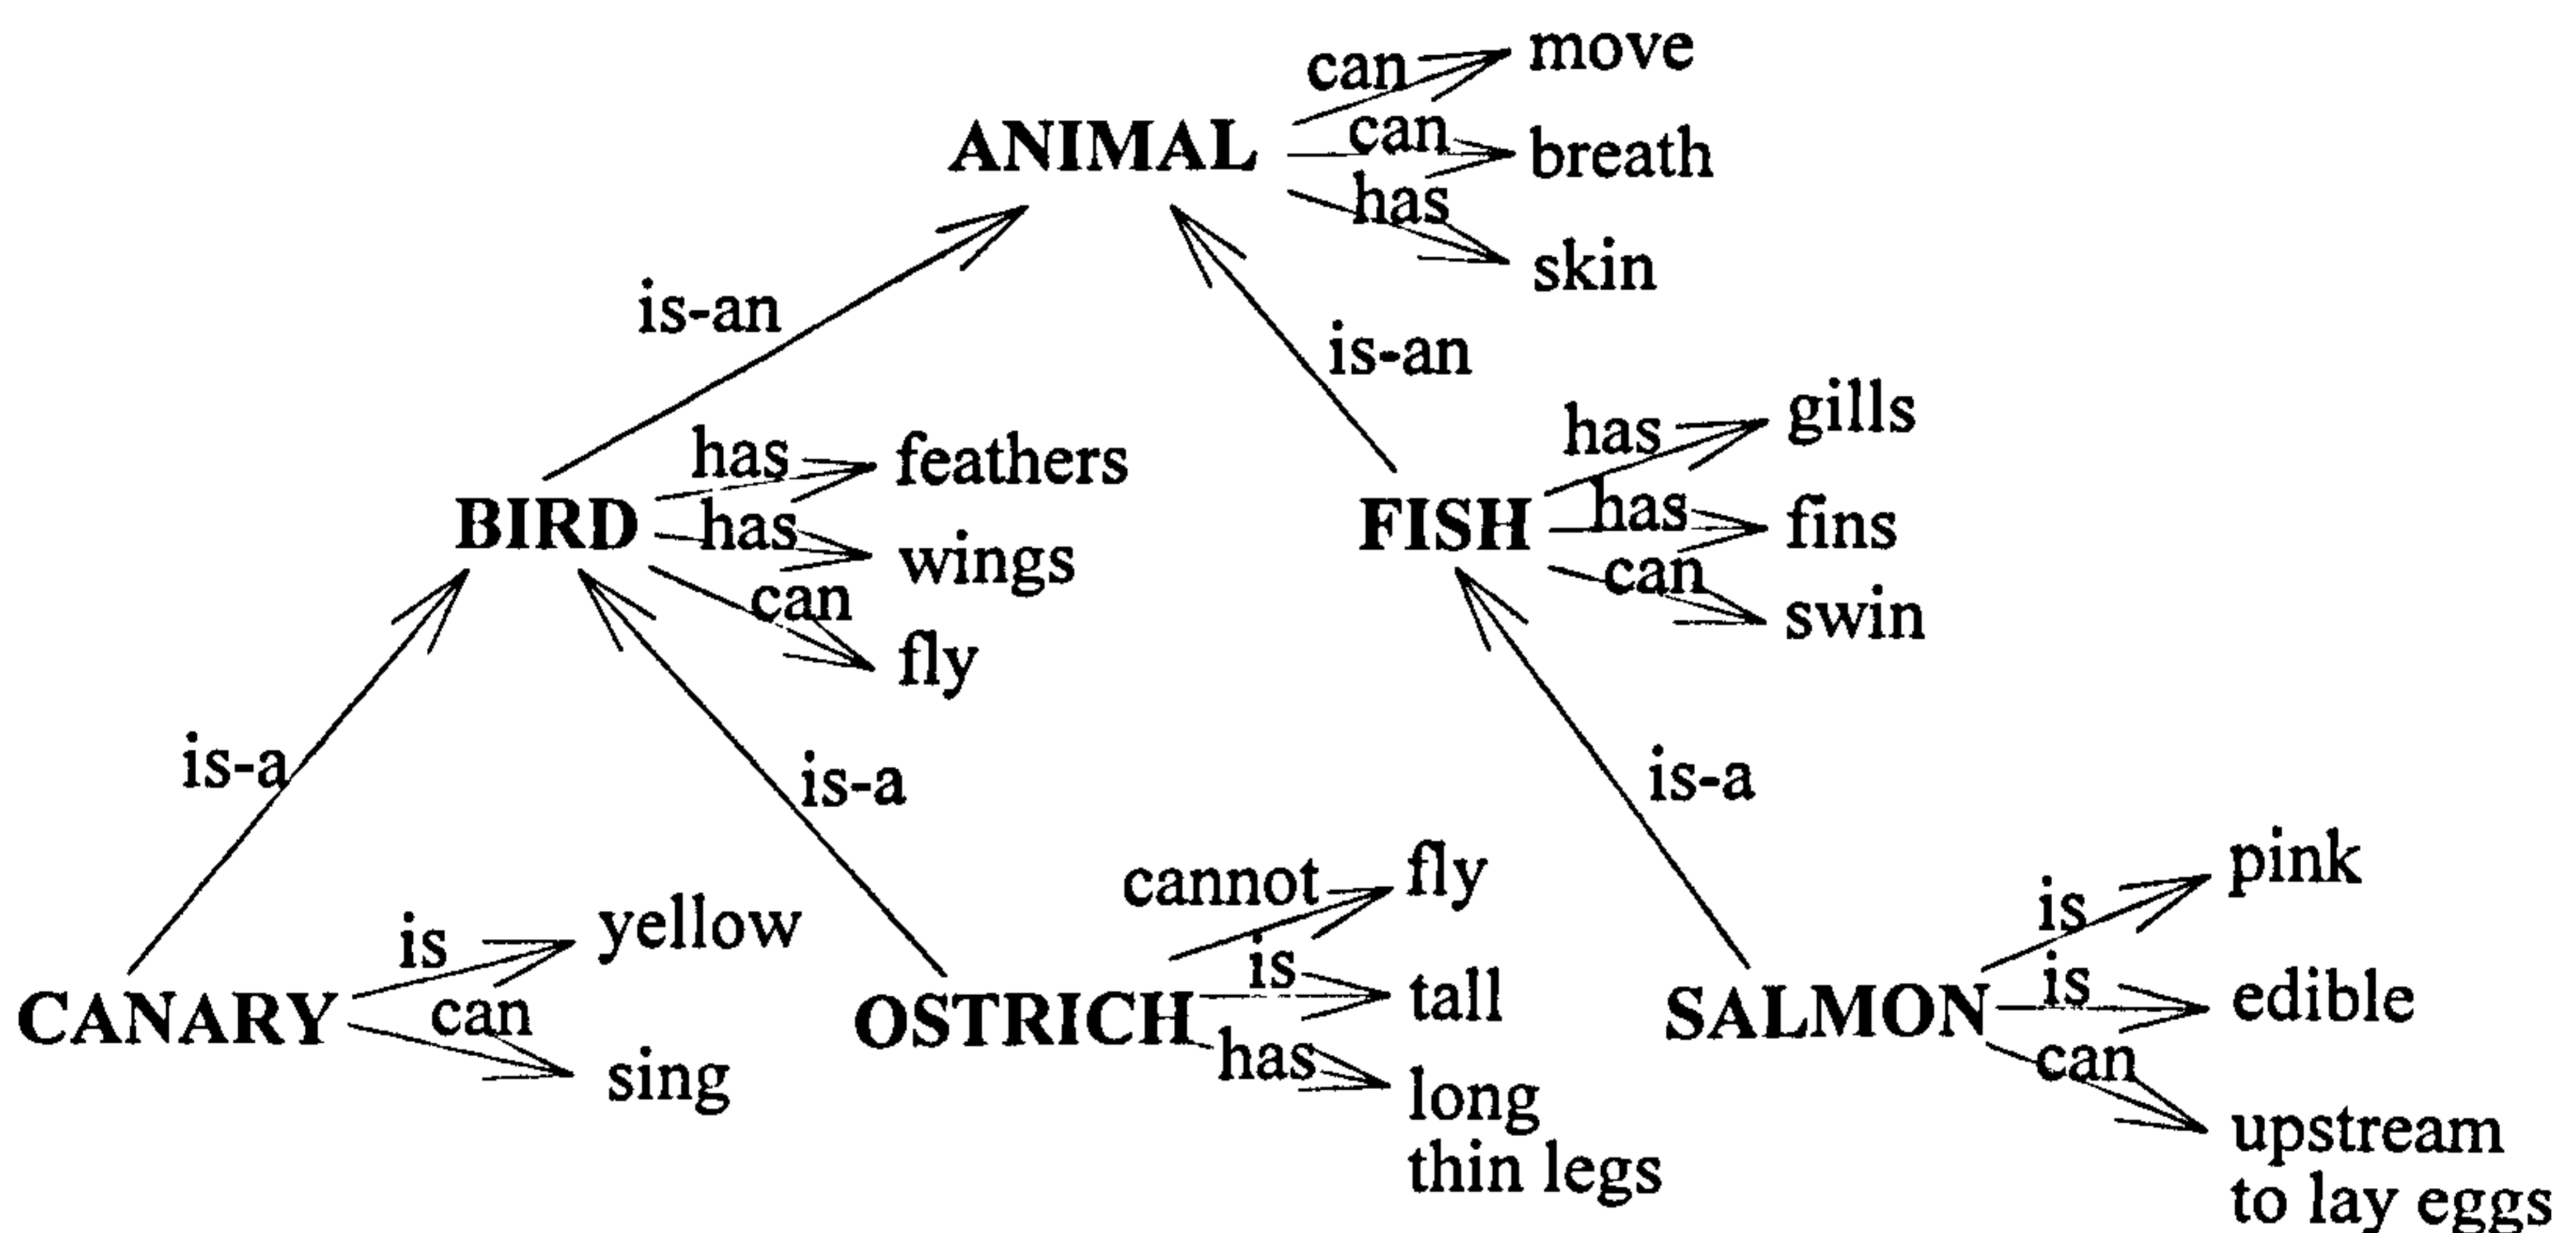 can move
ANIMAL can breath
has skin
is-an
is-an
has gills
has feathers
BIRD has wings
FISH has fins
can swin
can fly
is-a
is-a
is-a
cannot fly
pink
is yellow
is
is tall
is edible
CANARY can sing
OSTRICH has long
thin legs
SALMON can upstream
to lay eggs